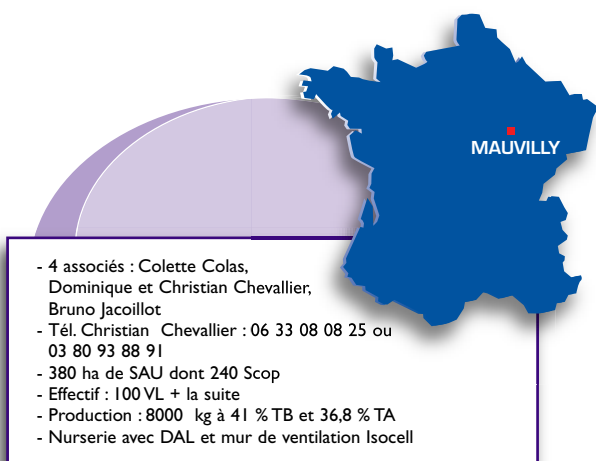 MAUVILLY
- 4 associés : Colette Colas,
Dominique et Christian Chevallier,
Bruno Jacoillot
- Tél. Christian Chevallier : 06 33 08 08 25 ou
03 80 93 88 91
- 380 ha de SAU dont 240 Scop
- Effectif : 100 VL + la suite
- Production : 8000 kg à 41 % TB et 36,8 % TA
- Nurserie avec DAL et mur de ventilation Isocell